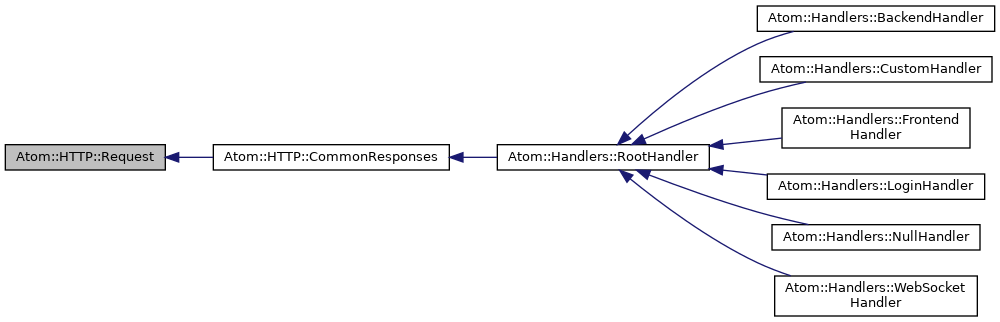 Atom::Handlers::BackendHandler
Atom::Handlers::CustomHandler
Atom::Handlers::Frontend
Handler
Atom::HTTP::Request
Atom::HTTP::CommonResponses
Atom::Handlers::RootHandler
Atom::Handlers::LoginHandler
Atom::Handlers::NullHandler
Atom::Handlers::WebSocket
Handler